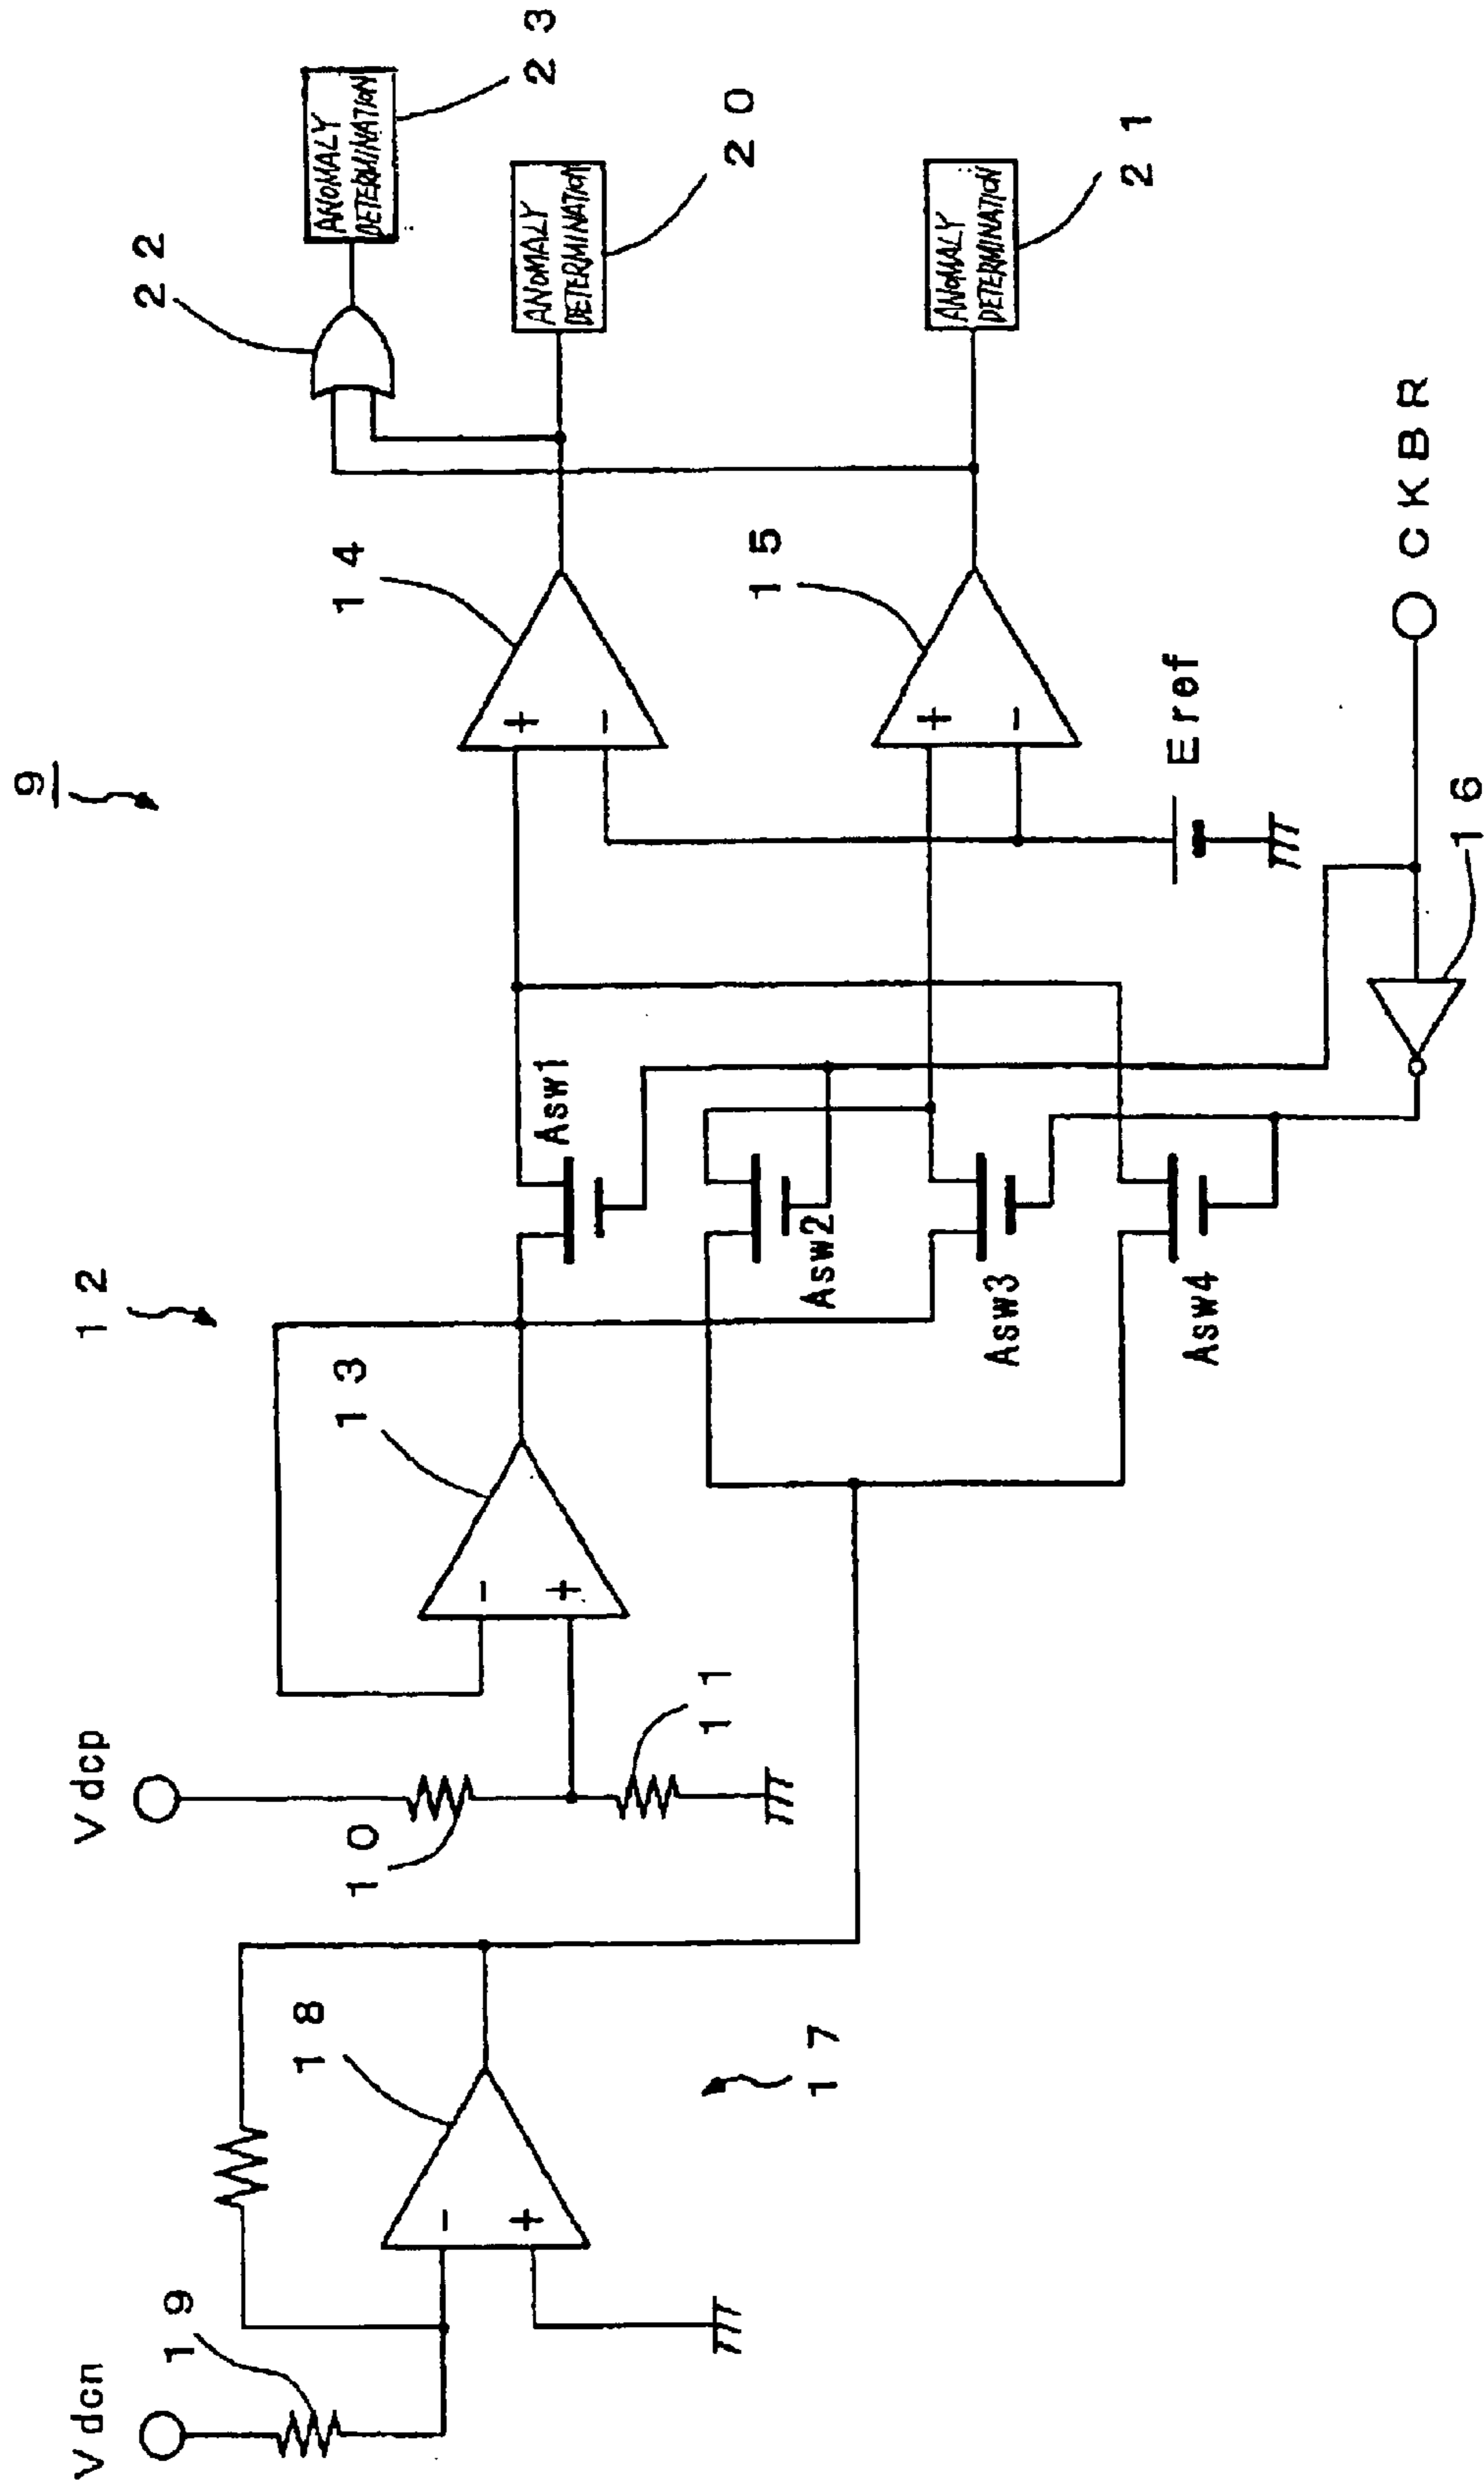 9
12
Vdcn
19
18
17
Vdcp
10
11
-
+
13
-
+
Asw1
Asw2
Asw3
Asw4
14
+
-
15
+
-
Eref
16
CKBR
22
ANOMALY
DETERMINATION
23
ANOMALY
DETERMINATION
20
ANOMALY
DETERMINATION
21
-
+